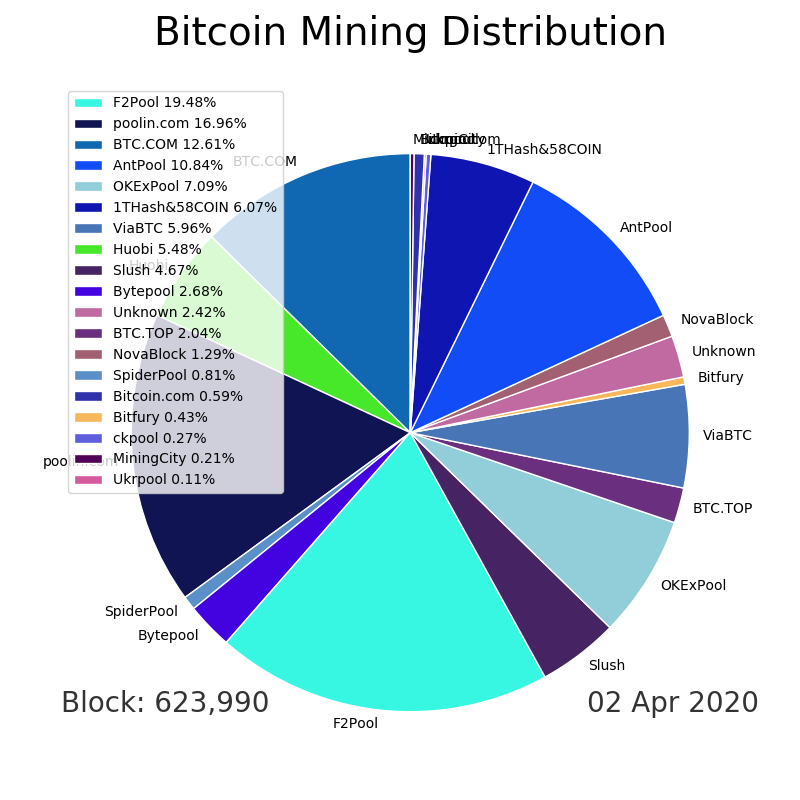 Bitcoin Mining Distribution
F2Pool 19.48%
poolin.com 16.96%
BTC.COM 12.61%
AntPool 10.84%
OKExPool 7.09%
1THash&58COIN 6.07%
ViaBTC 5.96%
Huobi 5.48%
Slush 4.67%
Bytepool 2.68%
Unknown 2.42%
BTC.TOP 2.04%
NovaBlock 1.29%
SpiderPool 0.81%
Bitcoin.com 0.59%
Bitfury 0.43%
ckpool 0.27%
MiningCity 0.21%
Ukrpool 0.11%
BTC.COM
1THash&58COIN
AntPool
Huobi
NovaBlock
Unknown
Bitfury
ViaBTC
poolin.com
BTC.TOP
OKExPool
SpiderPool
Bytepool
Slush
F2Pool
Block: 623,990
02 Apr 2020